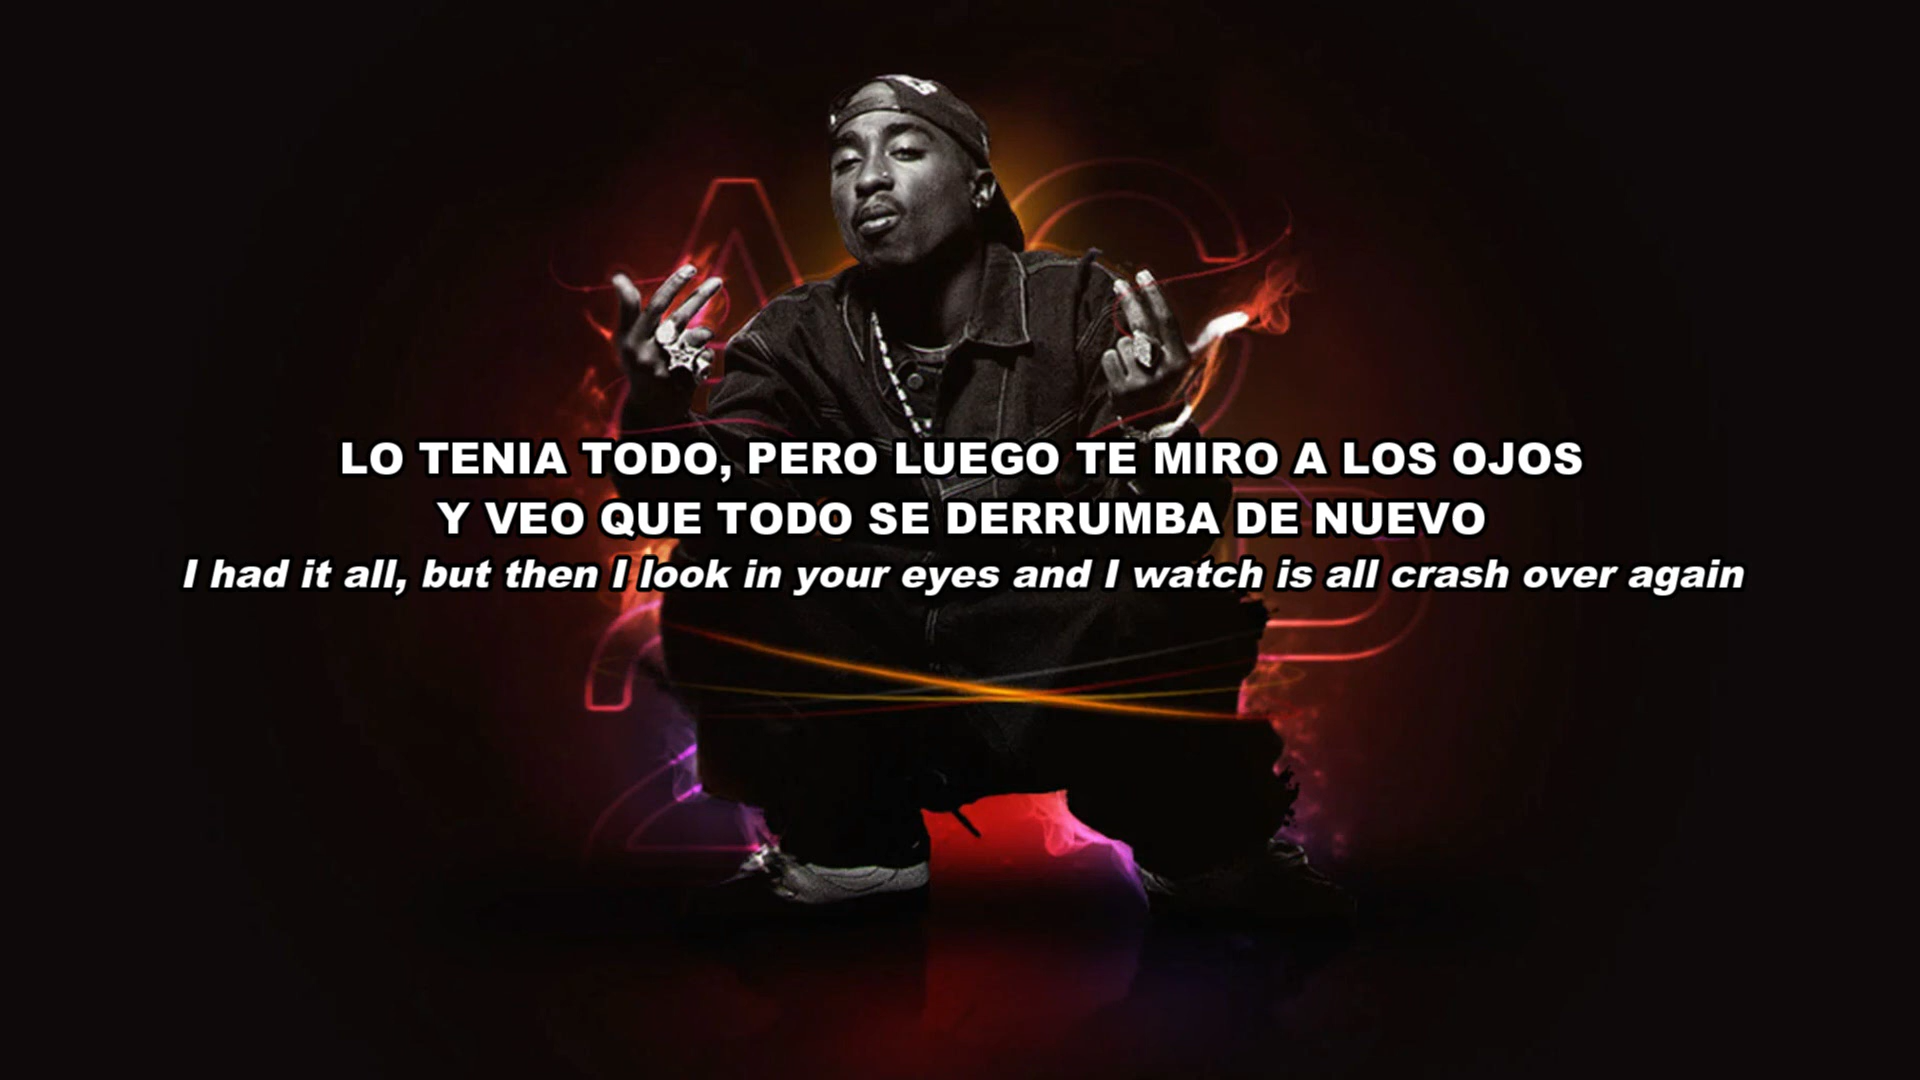 LO TENIA TODO, PERO LUEGO TE MIRO A LOS OJOS
Y VEO QUE TODO SE DERRUMBA DE NUEVO
I had it all, but then I look in your eyes and I watch is all crash over again